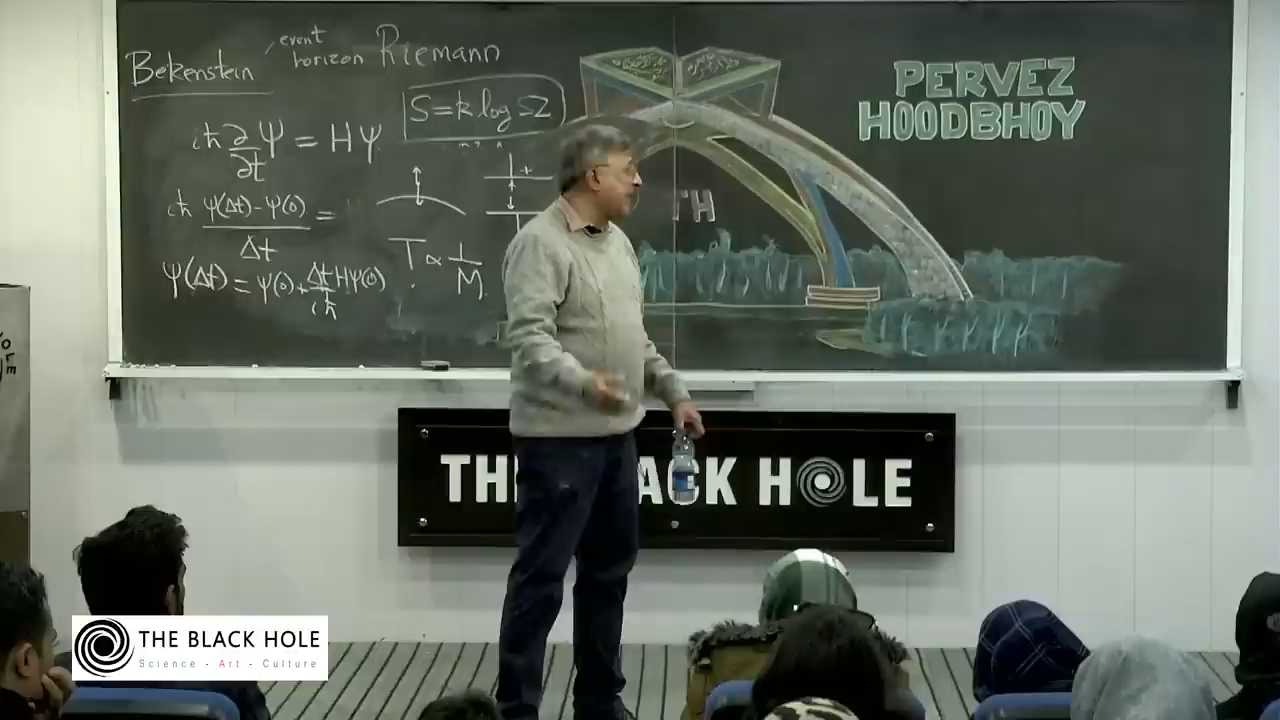 Bekenstein
event
horizon
Riemann
S=k log Ω
PERVEZ
HOODBHOY
iħ ∂/∂t Ψ = HΨ
iħ Ψ(Δt)-Ψ(0)/Δt =
Ψ(Δt) = Ψ(0)+ Δt/iħ HΨ(0)
T ∝ 1/M
TH
THE BLACK HOLE
THE BLACK HOLE
Science - Art - Culture